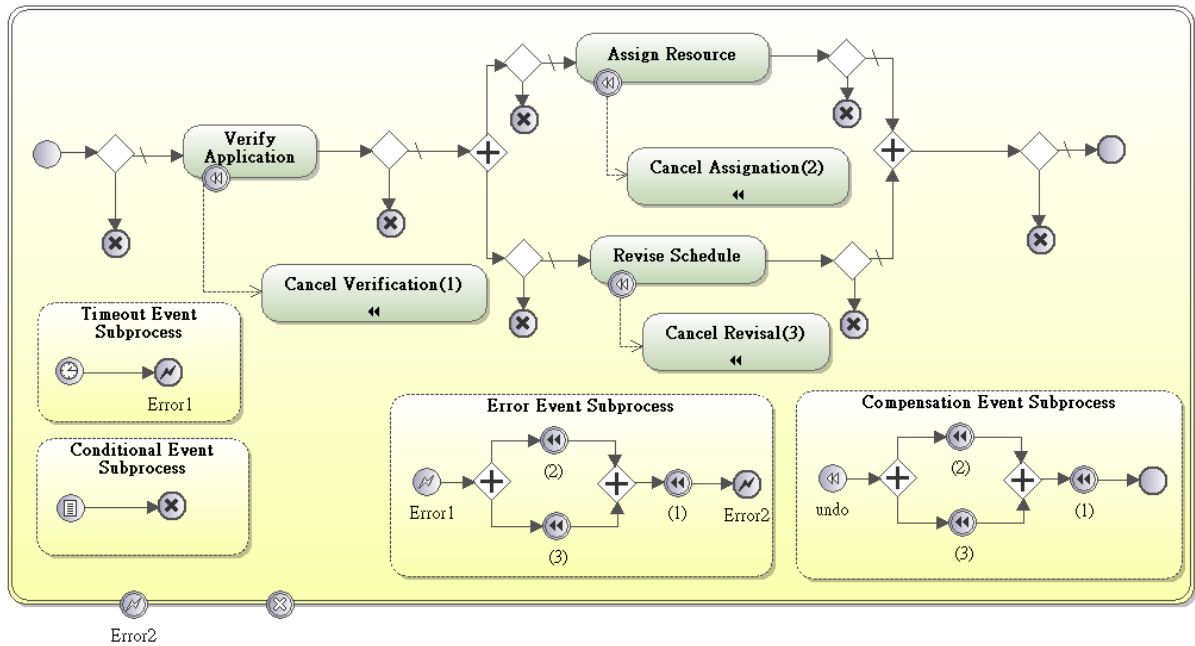 Assign Resource
Verify
Application
Cancel Assignation(2)
Revise Schedule
Cancel Verification(1)
Cancel Revisal(3)
Timeout Event
Subprocess
Error1
Conditional Event
Subprocess
Error Event Subprocess
(2)
Error1
(1)
Error2
(3)
Compensation Event Subprocess
(2)
undo
(1)
(3)
Error2